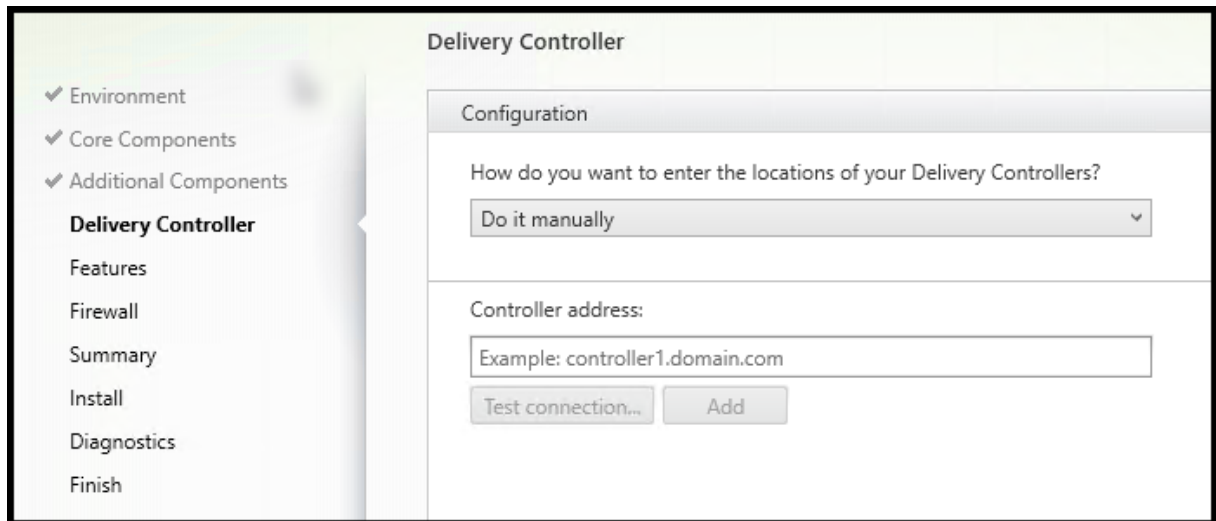 Delivery Controller
Environment
Core Components
Additional Components
Delivery Controller
Features
Firewall
Summary
Install
Diagnostics
Finish
Configuration
How do you want to enter the locations of your Delivery Controllers?
Do it manually
Controller address:
Example: controller1.domain.com
Test connection... Add